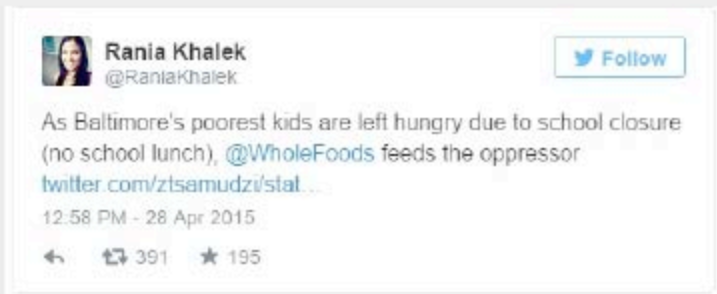 Rania Khalek
Follow
@RaniaKhalek
As Baltimore's poorest kids are left hungry due to school closure
(no school lunch), @WholeFoods feeds the oppressor
twitter.com/ztsamudzi/stat...
12:58 PM - 28 Apr 2015
391 195